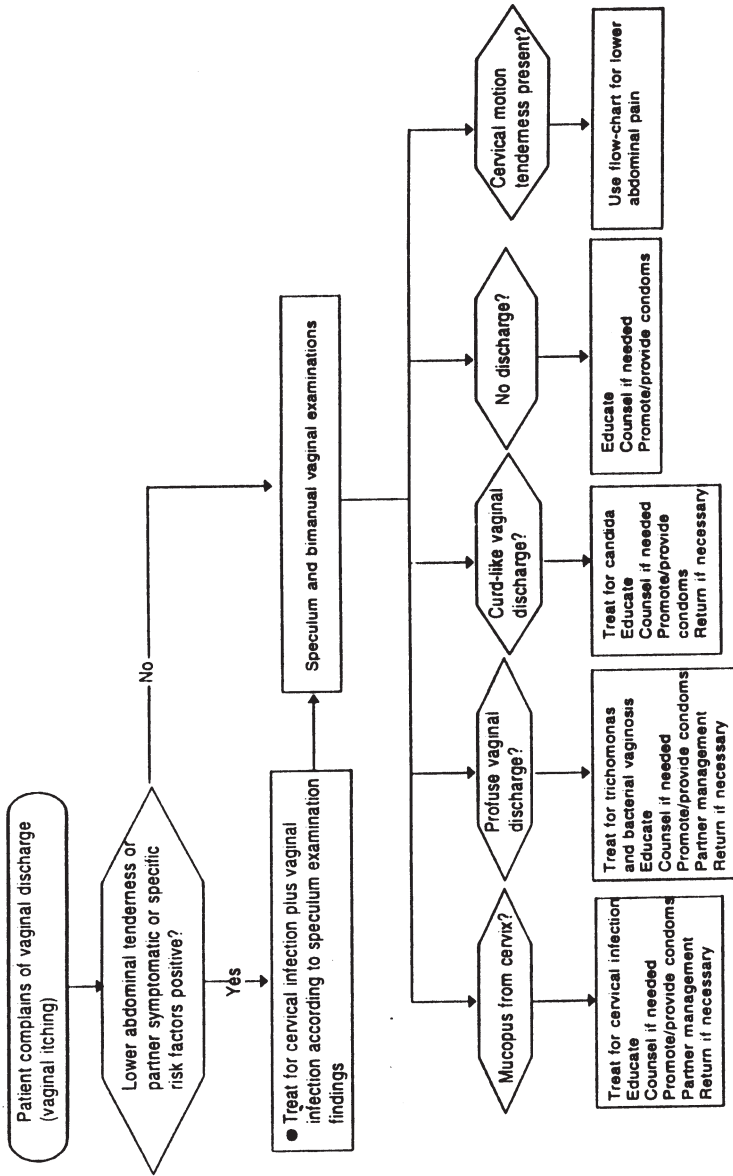 Patient complains of vaginal discharge
(vaginal itching)
Lower abdominal tenderness or
partner symptomatic or specific
risk factors positive?
No
Yes
● Treat for cervical infection plus vaginal
infection according to speculum examination
findings
Speculum and bimanual vaginal examinations
Mucopus from cervix?
Profuse vaginal
discharge?
Curd-like vaginal
discharge?
No discharge?
Cervical motion
tenderness present?
Treat for cervical infection
Educate
Counsel if needed
Promote/provide condoms
Partner management
Return if necessary
Treat for trichomonas
and bacterial vaginosis
Educate
Counsel if needed
Promote/provide condoms
Partner management
Return if necessary
Treat for candida
Educate
Counsel if needed
Promote/provide
condoms
Return if necessary
Educate
Counsel if needed
Promote/provide condoms
Use flow-chart for lower
abdominal pain